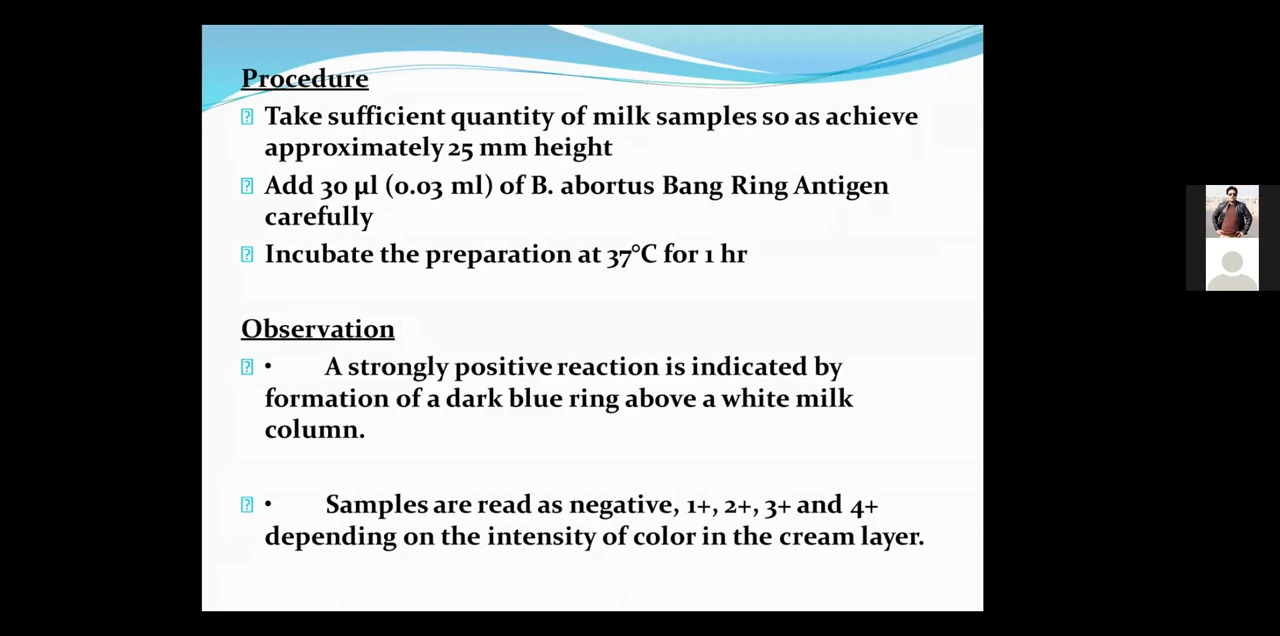 Procedure
Take sufficient quantity of milk samples so as achieve
approximately 25 mm height
Add 30 µl (0.03 ml) of B. abortus Bang Ring Antigen
carefully
Incubate the preparation at 37°C for 1 hr
Observation
• A strongly positive reaction is indicated by
formation of a dark blue ring above a white milk
column.
• Samples are read as negative, 1+, 2+, 3+ and 4+
depending on the intensity of color in the cream layer.